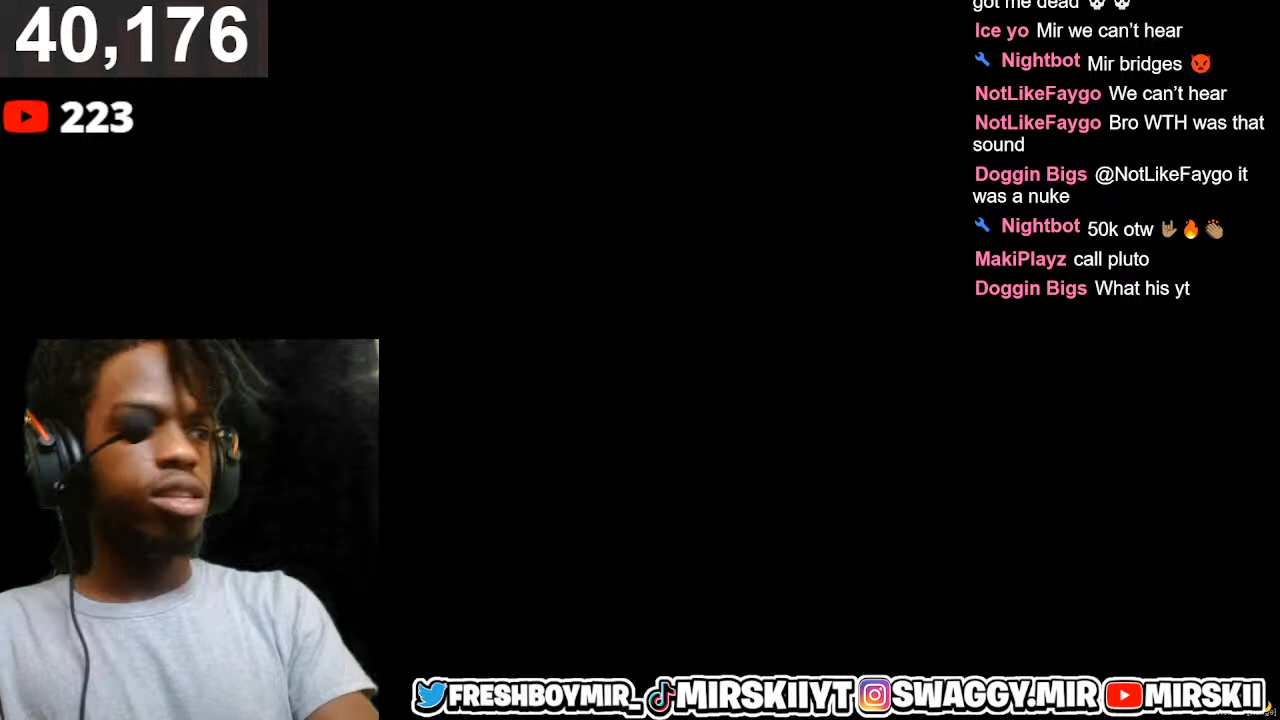 40,176
223
got me dead 💀 💀
Ice yo Mir we can’t hear
Nightbot Mir bridges 👿
NotLikeFaygo We can’t hear
NotLikeFaygo Bro WTH was that
sound
Doggin Bigs @NotLikeFaygo it
was a nuke
Nightbot 50k otw 🤟🏽🔥👏🏽
MakiPlayz call pluto
Doggin Bigs What his yt
FRESHBOYMIR_ MIRSKIIYT SWAGGY.MIR MIRSKII